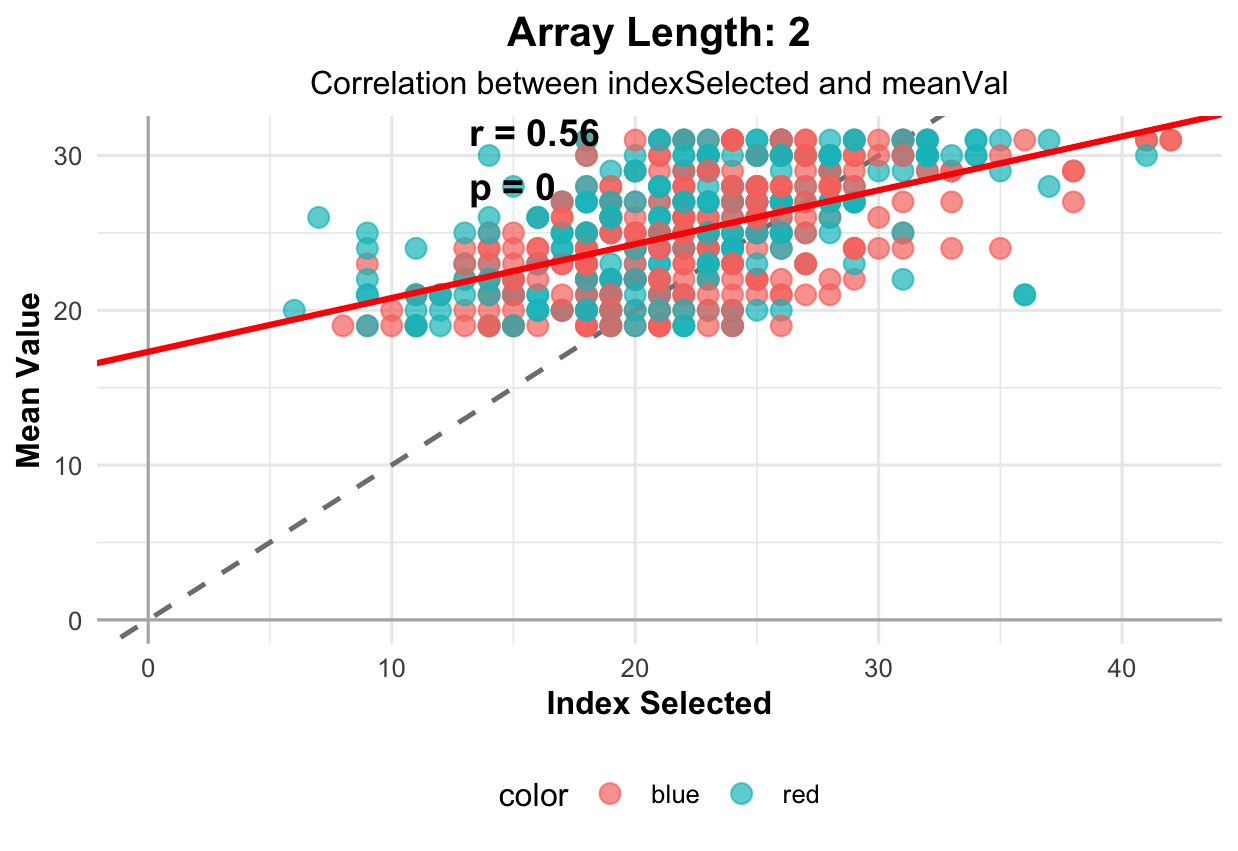 Array Length: 2
Correlation between indexSelected and meanVal
r = 0.56
p = 0
30
20
10
0
Mean Value
0 10 20 30 40
Index Selected
color blue red